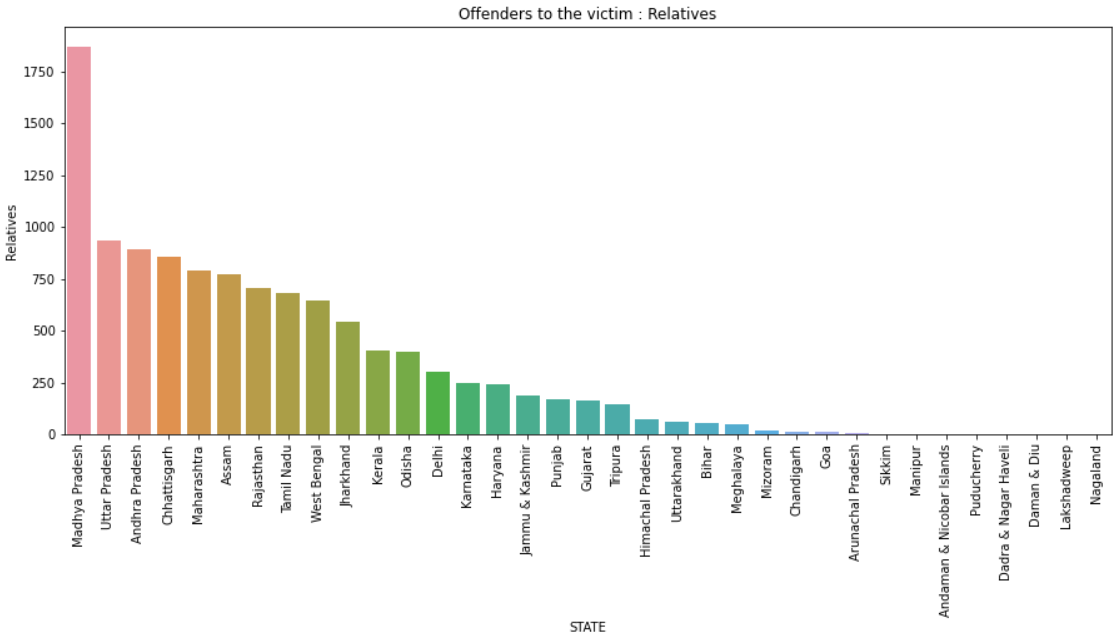 Offenders to the victim : Relatives
Relatives
1750
1500
1250
1000
750
500
250
0
Madhya Pradesh
Uttar Pradesh
Andhra Pradesh
Chhattisgarh
Maharashtra
Assam
Rajasthan
Tamil Nadu
West Bengal
Jharkhand
Kerala
Odisha
Delhi
Karnataka
Haryana
Jammu & Kashmir
Punjab
Gujarat
Tripura
Himachal Pradesh
Uttarakhand
Bihar
Meghalaya
Mizoram
Chandigarh
Goa
Arunachal Pradesh
Sikkim
Manipur
Andaman & Nicobar Islands
Puducherry
Dadra & Nagar Haveli
Daman & Diu
Lakshadweep
Nagaland
STATE